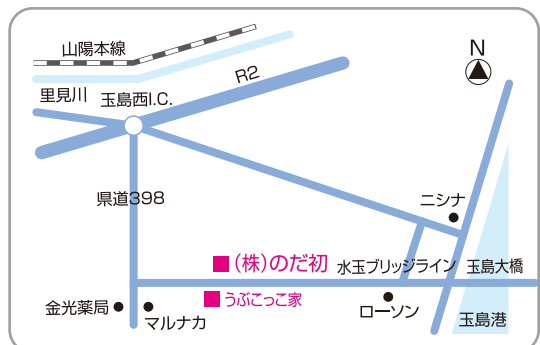 山陽本線
N
R2
里見川
玉島西I.C.
県道398
ニシナ
(株)のだ初
水玉ブリッジライン
玉島大橋
うぶこっこ家
金光薬局
マルナカ
ローソン
玉島港